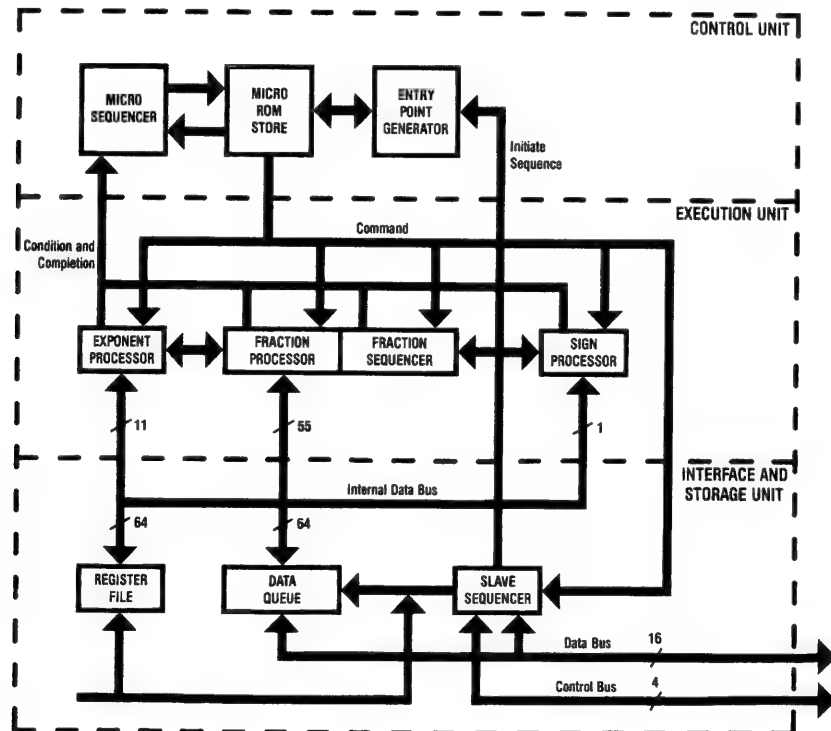 CONTROL UNIT
MICRO
SEQUENCER
MICRO
ROM
STORE
ENTRY
POINT
GENERATOR
Initiate
Sequence
EXECUTION UNIT
Command
Condition and
Completion
EXPONENT
PROCESSOR
FRACTION
PROCESSOR
FRACTION
SEQUENCER
SIGN
PROCESSOR
11
55
1
INTERFACE AND
STORAGE UNIT
Internal Data Bus
64
64
REGISTER
FILE
DATA
QUEUE
SLAVE
SEQUENCER
Data Bus
16
Control Bus
4